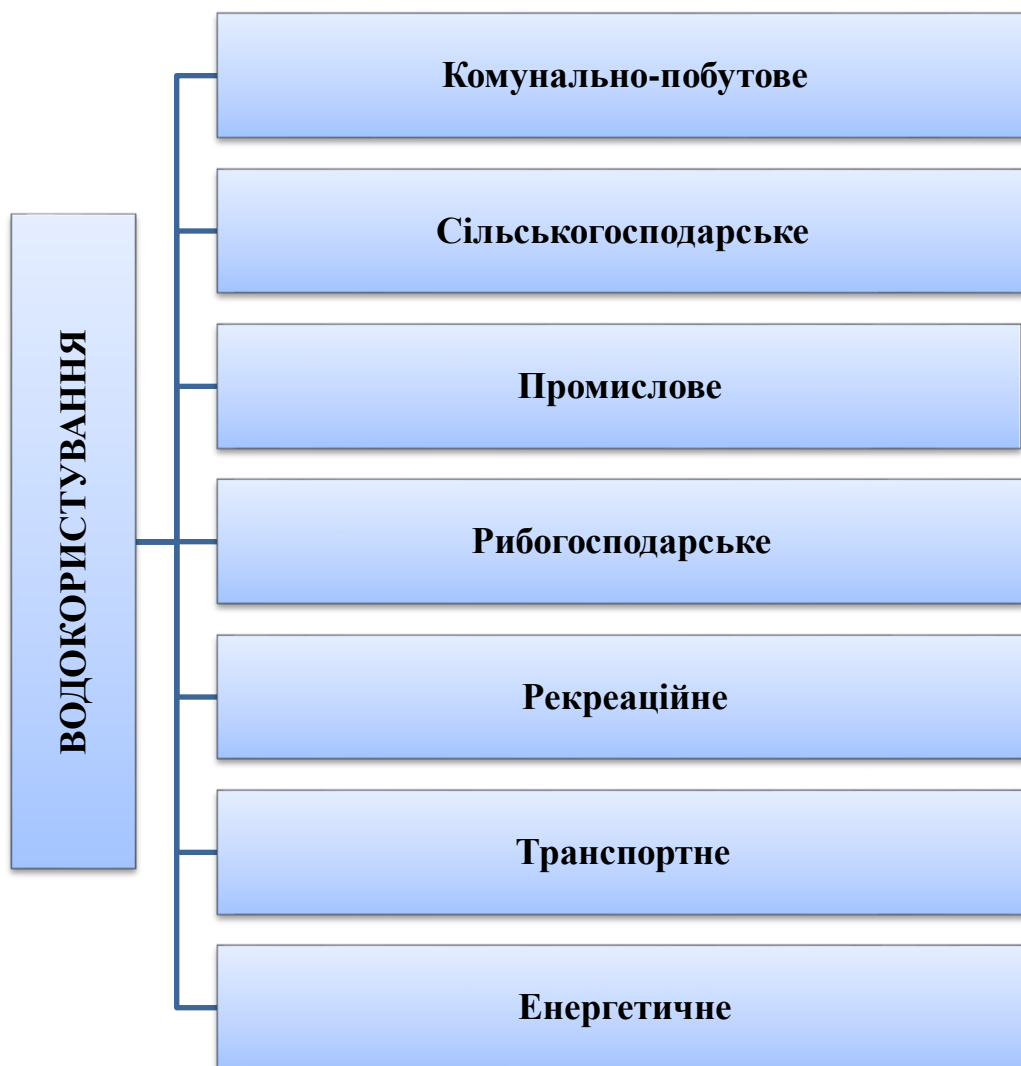 ВОДОКОРИСТУВАННЯ
Комунально-побутове
Сільськогосподарське
Промислове
Рибогосподарське
Рекреаційне
Транспортне
Енергетичне